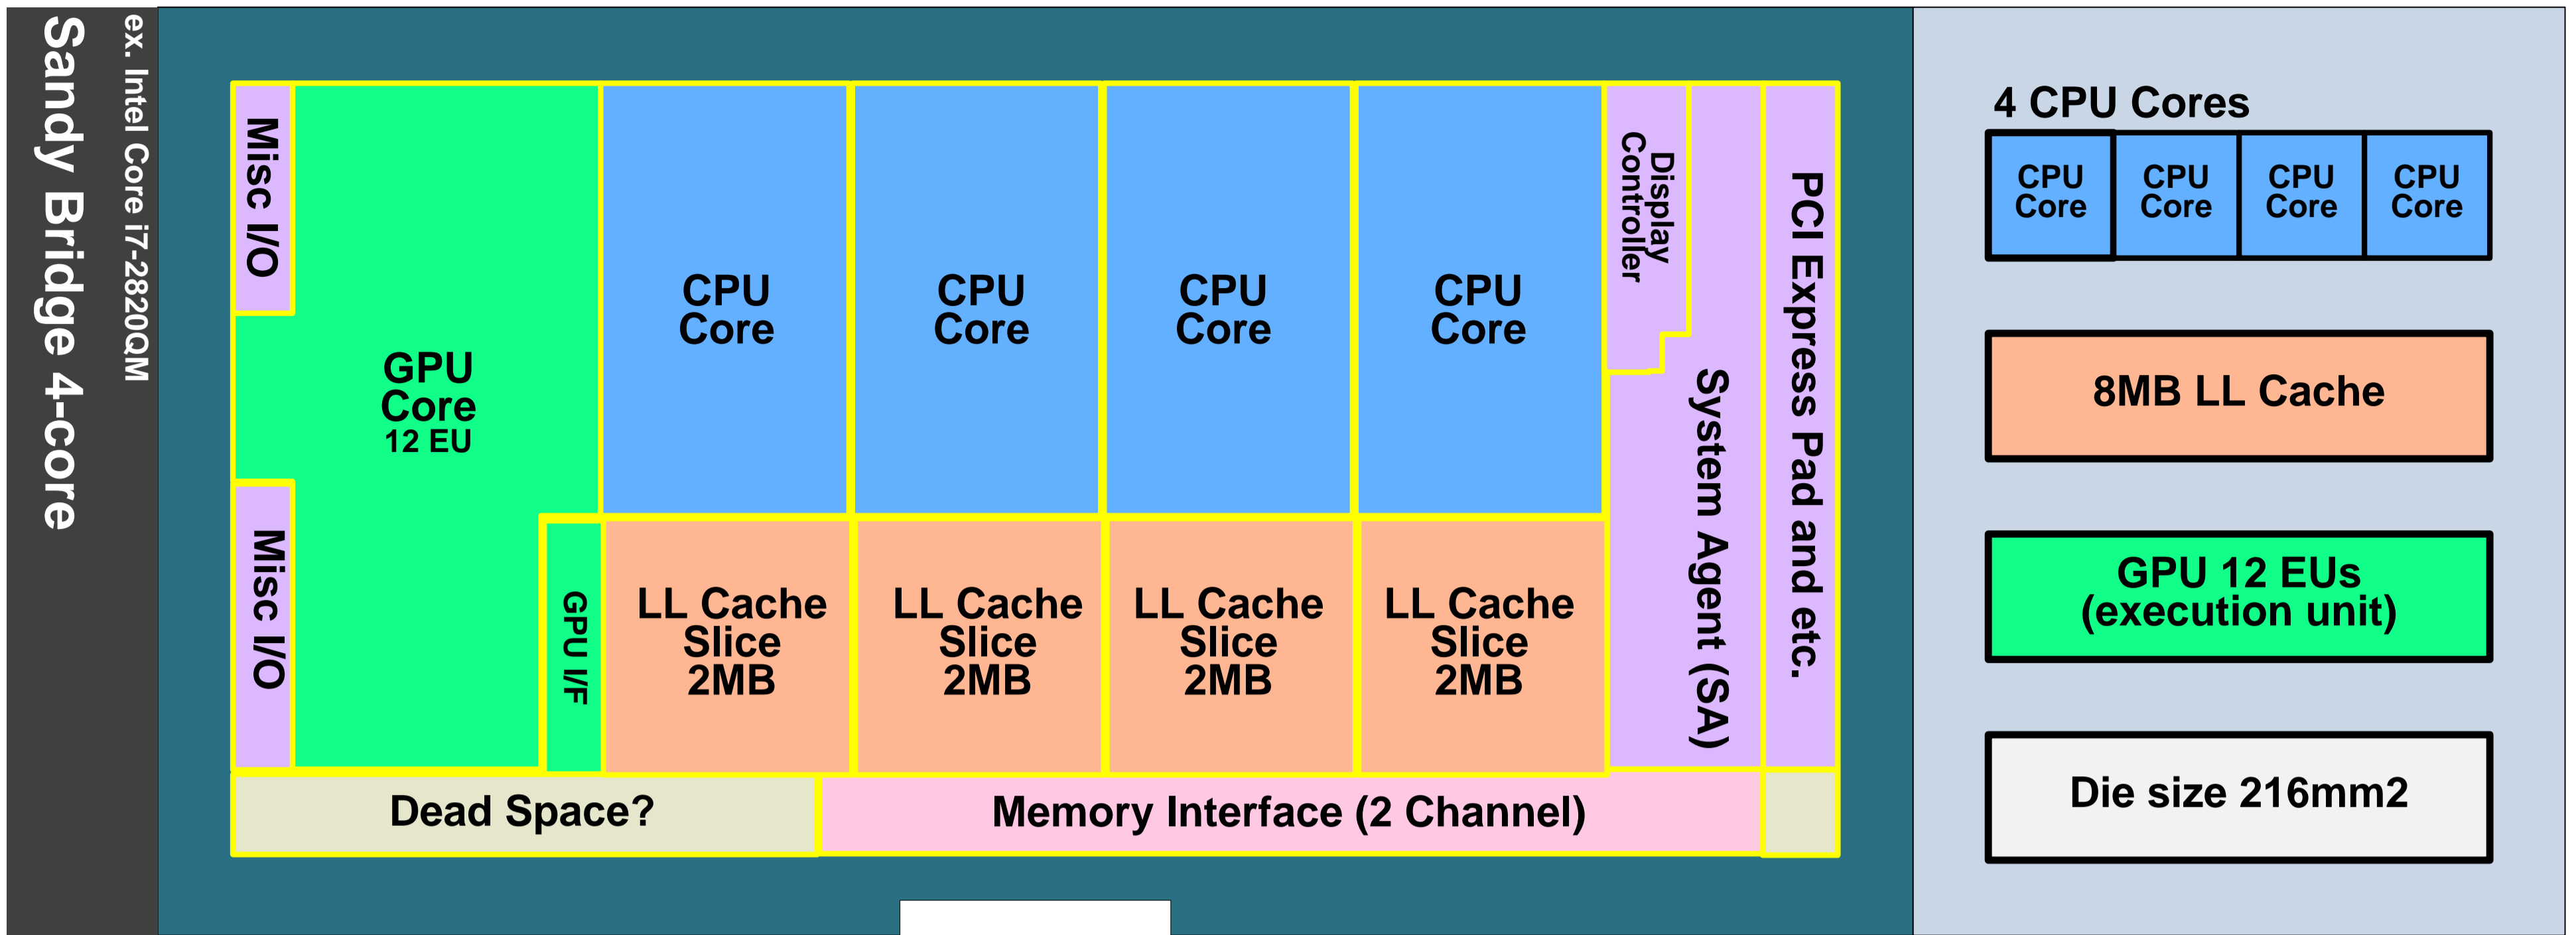 Sandy Bridge 4-core
ex. Intel Core i7-2820QM
Misc I/O
Misc I/O
GPU
Core
12 EU
GPU I/F
CPU
Core
CPU
Core
CPU
Core
CPU
Core
LL Cache
Slice
2MB
LL Cache
Slice
2MB
LL Cache
Slice
2MB
LL Cache
Slice
2MB
Display
Controller
System Agent (SA)
PCI Express Pad and etc.
Dead Space?
Memory Interface (2 Channel)
4 CPU Cores
CPU
Core
CPU
Core
CPU
Core
CPU
Core
8MB LL Cache
GPU 12 EUs
(execution unit)
Die size 216mm2